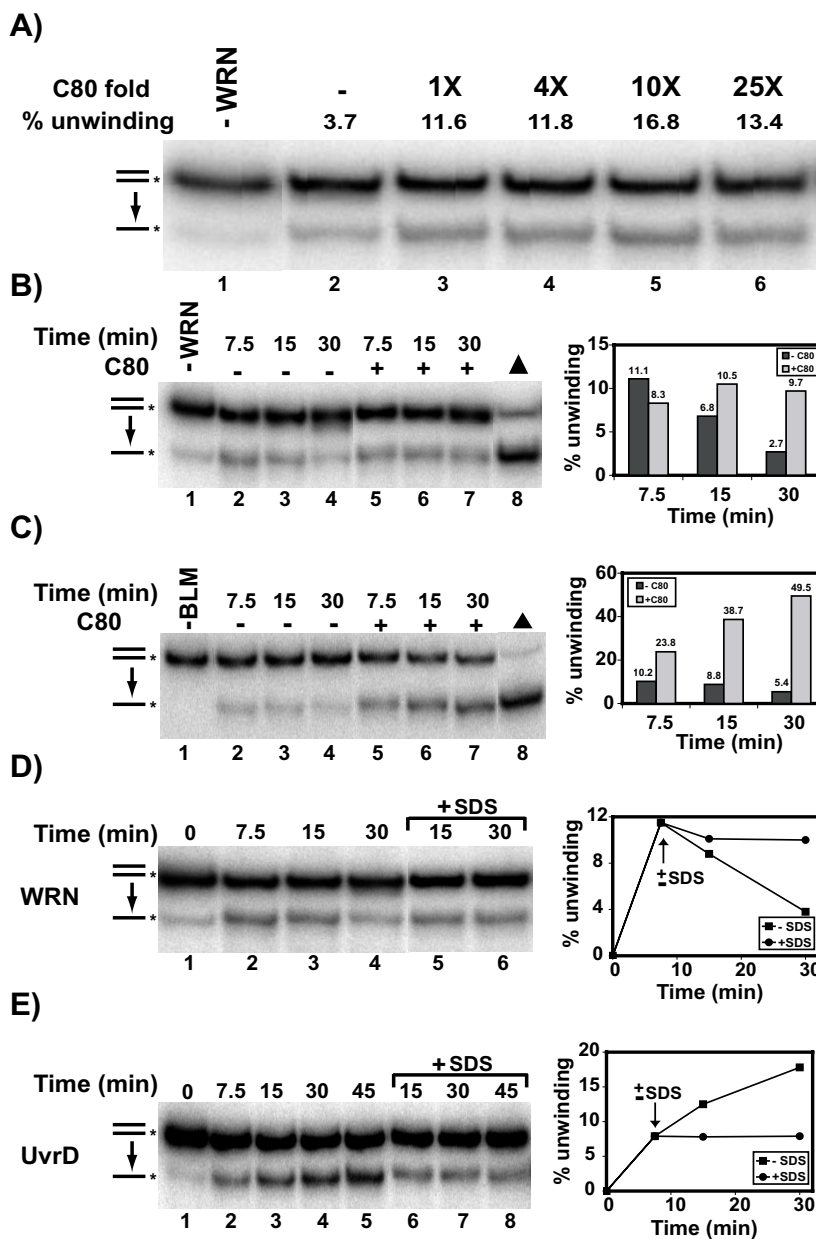 A)
- WRN
C80 fold - 1X 4X 10X 25X
% unwinding 3.7 11.6 11.8 16.8 13.4
*
*
1 2 3 4 5 6
B)
-WRN
Time (min) 7.5 15 30 7.5 15 30
C80 - - - + + + ▲
*
*
1 2 3 4 5 6 7 8
% unwinding
15
10
5
0
- C80
+C80
11.1 8.3 6.8 10.5 2.7 9.7
7.5 15 30
Time (min)
C)
-BLM
Time (min) 7.5 15 30 7.5 15 30
C80 - - - + + + ▲
*
*
1 2 3 4 5 6 7 8
% unwinding
60
40
20
0
- C80
+C80
10.2 23.8 8.8 38.7 5.4 49.5
7.5 15 30
Time (min)
D)
+SDS
Time (min) 0 7.5 15 30 15 30
*
WRN
*
1 2 3 4 5 6
% unwinding
12
8
4
0
± SDS
- SDS
+SDS
0 10 20 30
Time (min)
E)
+SDS
Time (min) 0 7.5 15 30 45 15 30 45
*
UvrD
*
1 2 3 4 5 6 7 8
% unwinding
20
15
10
5
0
±SDS
- SDS
+SDS
0 10 20 30
Time (min)